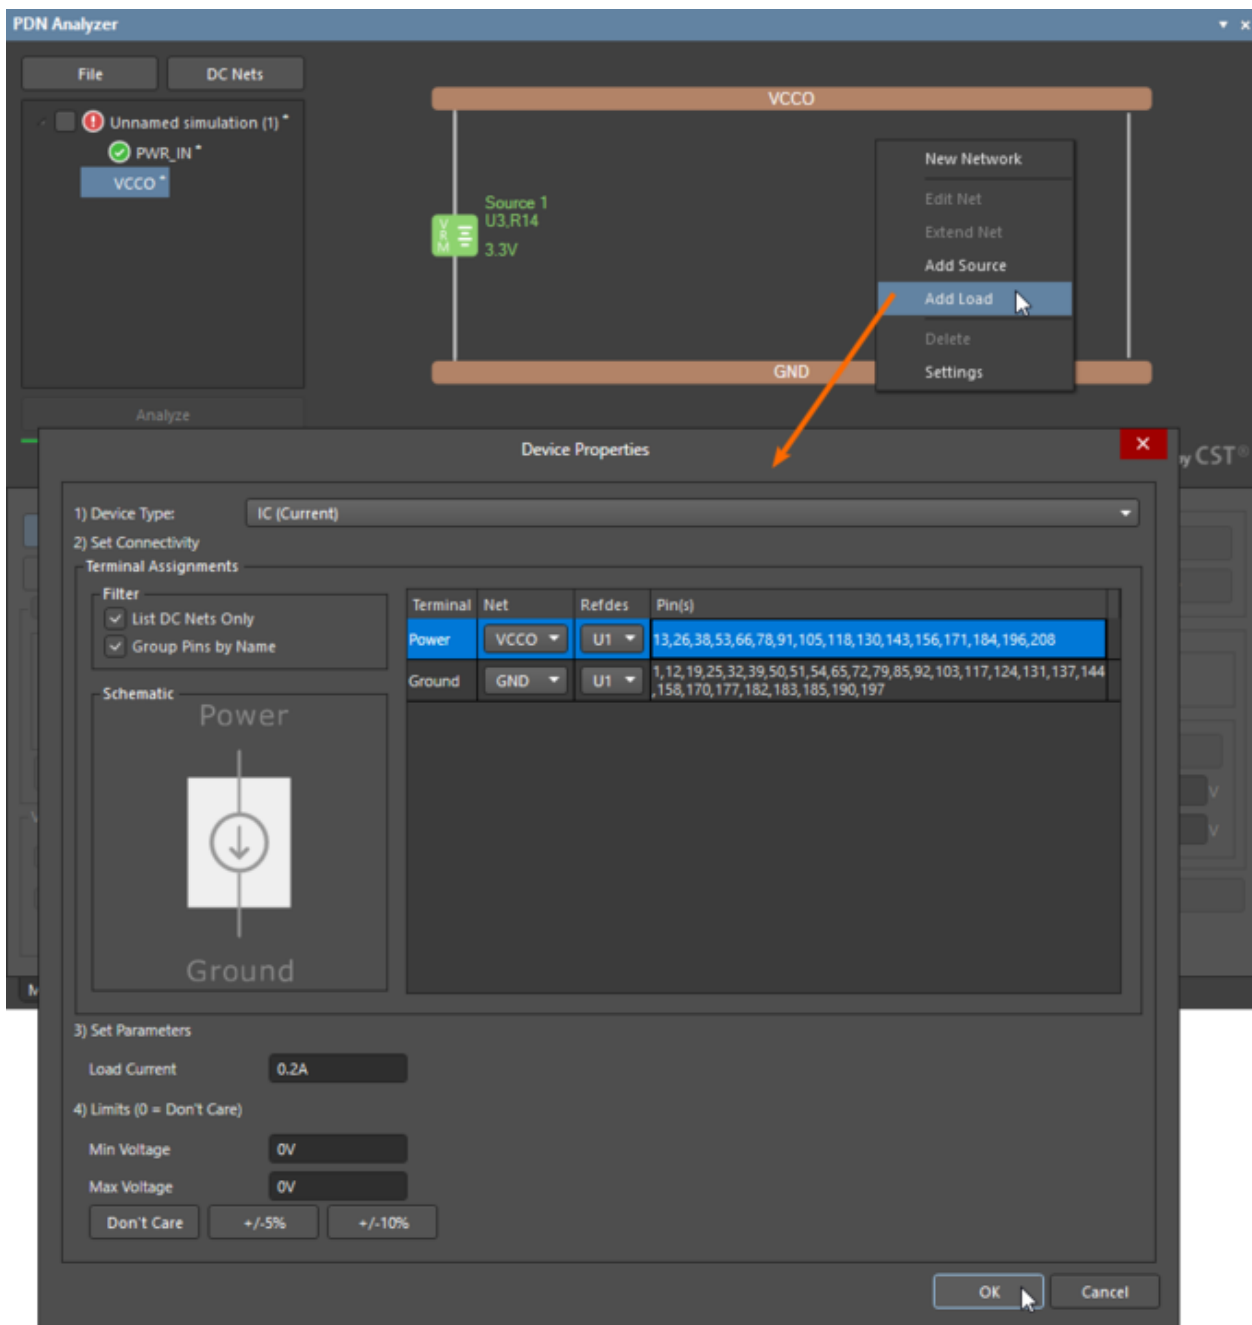 PDN Analyzer
File
DC Nets
Unnamed simulation (1) *
PWR_IN *
VCCO *
Analyze
VCCO
VRM
Source 1
U3,R14
3.3V
GND
New Network
Edit Net
Extend Net
Add Source
Add Load
Delete
Settings
by CST®
Device Properties
1) Device Type:
IC (Current)
2) Set Connectivity
Terminal Assignments
Filter
List DC Nets Only
Group Pins by Name
Schematic
Power
Ground
Terminal Net Refdes Pin(s)
Power VCCO U1 13,26,38,53,66,78,91,105,118,130,143,156,171,184,196,208
Ground GND U1 1,12,19,25,32,39,50,51,54,65,72,79,85,92,103,117,124,131,137,144
,158,170,177,182,183,185,190,197
V
V
3) Set Parameters
Load Current 0.2A
4) Limits (0 = Don't Care)
Min Voltage 0V
Max Voltage 0V
Don't Care +/-5% +/-10%
OK Cancel